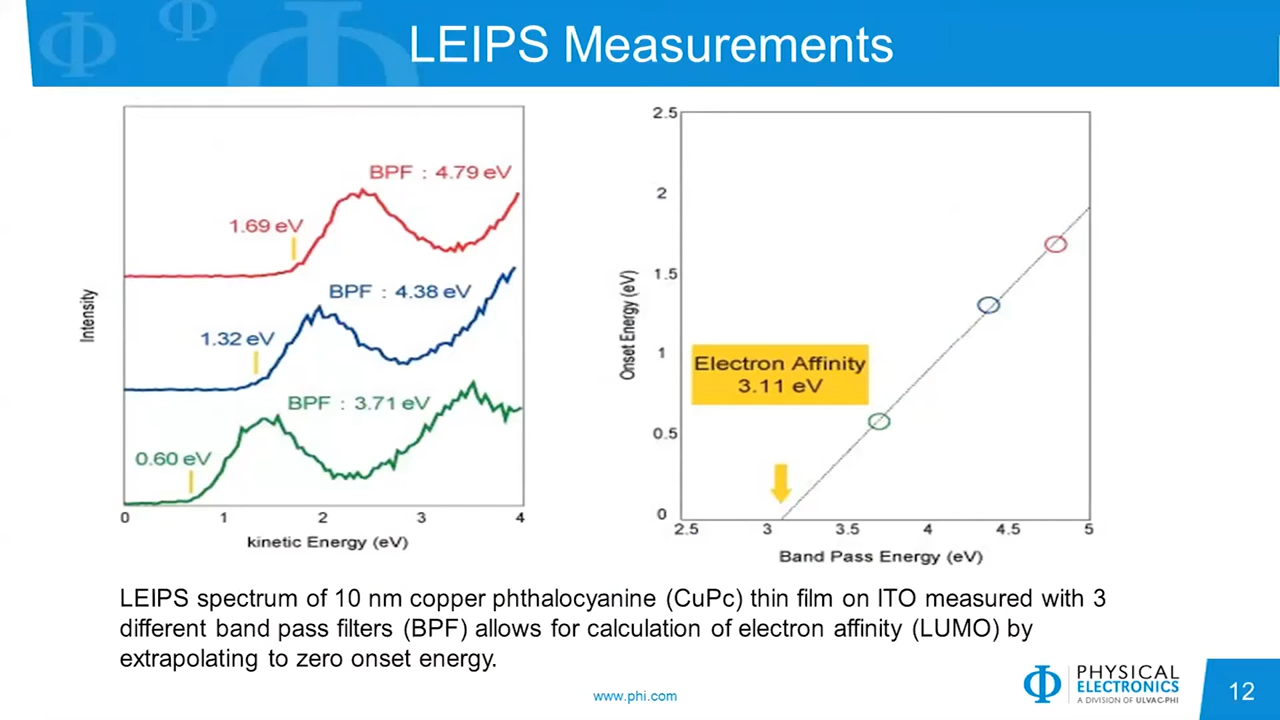 LEIPS Measurements
BPF : 4.79 eV
1.69 eV
BPF : 4.38 eV
1.32 eV
BPF : 3.71 eV
0.60 eV
Intensity
0 1 2 3 4
kinetic Energy (eV)
2.5
2
1.5
1
0.5
0
Onset Energy (eV)
Electron Affinity
3.11 eV
2.5 3 3.5 4 4.5 5
Band Pass Energy (eV)
LEIPS spectrum of 10 nm copper phthalocyanine (CuPc) thin film on ITO measured with 3
different band pass filters (BPF) allows for calculation of electron affinity (LUMO) by
extrapolating to zero onset energy.
www.phi.com
PHYSICAL
ELECTRONICS
A DIVISION OF ULVAC-PHI
12